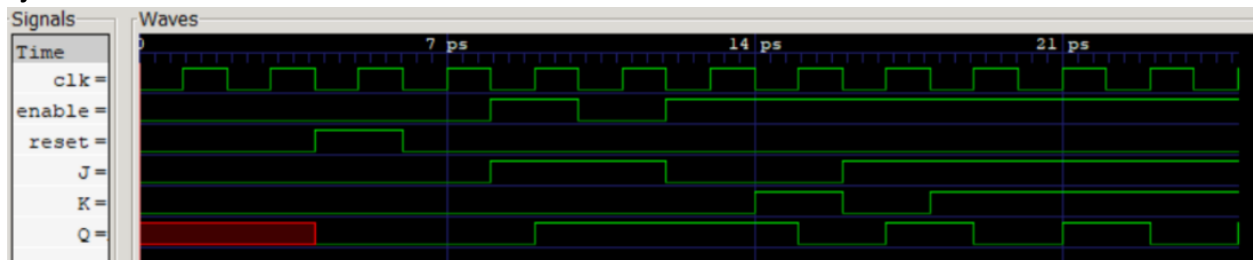 Signals Waves
Time 0 7 ps 14 ps 21 ps
clk=
enable=
reset=
J=
K=
Q=